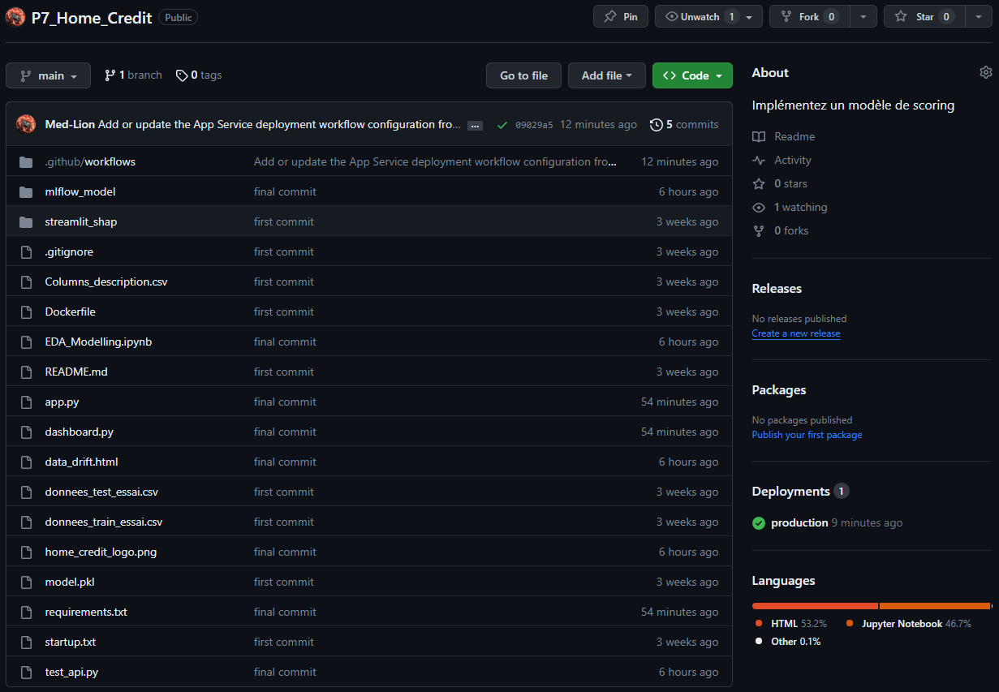 P7_Home_Credit Public Pin Unwatch 1 Fork 0 Star 0
main 1 branch 0 tags Go to file Add file Code
Med-Lion Add or update the App Service deployment workflow configuration fro... ... 09029a5 12 minutes ago 5 commits
.github/workflows Add or update the App Service deployment workflow configuration fro... 12 minutes ago
mlflow_model final commit 6 hours ago
streamlit_shap first commit 3 weeks ago
.gitignore first commit 3 weeks ago
Columns_description.csv first commit 3 weeks ago
Dockerfile first commit 3 weeks ago
EDA_Modelling.ipynb final commit 6 hours ago
README.md first commit 3 weeks ago
app.py final commit 54 minutes ago
dashboard.py final commit 54 minutes ago
data_drift.html final commit 6 hours ago
donnees_test_essai.csv first commit 3 weeks ago
donnees_train_essai.csv first commit 3 weeks ago
home_credit_logo.png final commit 6 hours ago
model.pkl first commit 3 weeks ago
requirements.txt final commit 54 minutes ago
startup.txt first commit 3 weeks ago
test_api.py final commit 6 hours ago
About
Implémentez un modèle de scoring
Readme
Activity
0 stars
1 watching
0 forks
Releases
No releases published
Create a new release
Packages
No packages published
Publish your first package
Deployments 1
production 9 minutes ago
Languages
HTML 53.2% Jupyter Notebook 46.7%
Other 0.1%